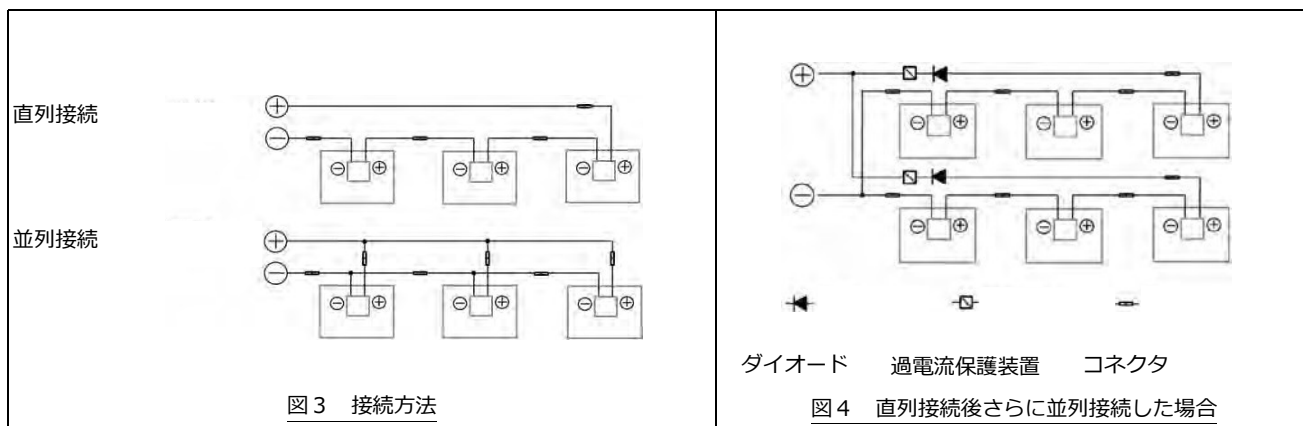 直列接続
並列接続
図3 接続方法
ダイオード 過電流保護装置 コネクタ
図4 直列接続後さらに並列接続した場合